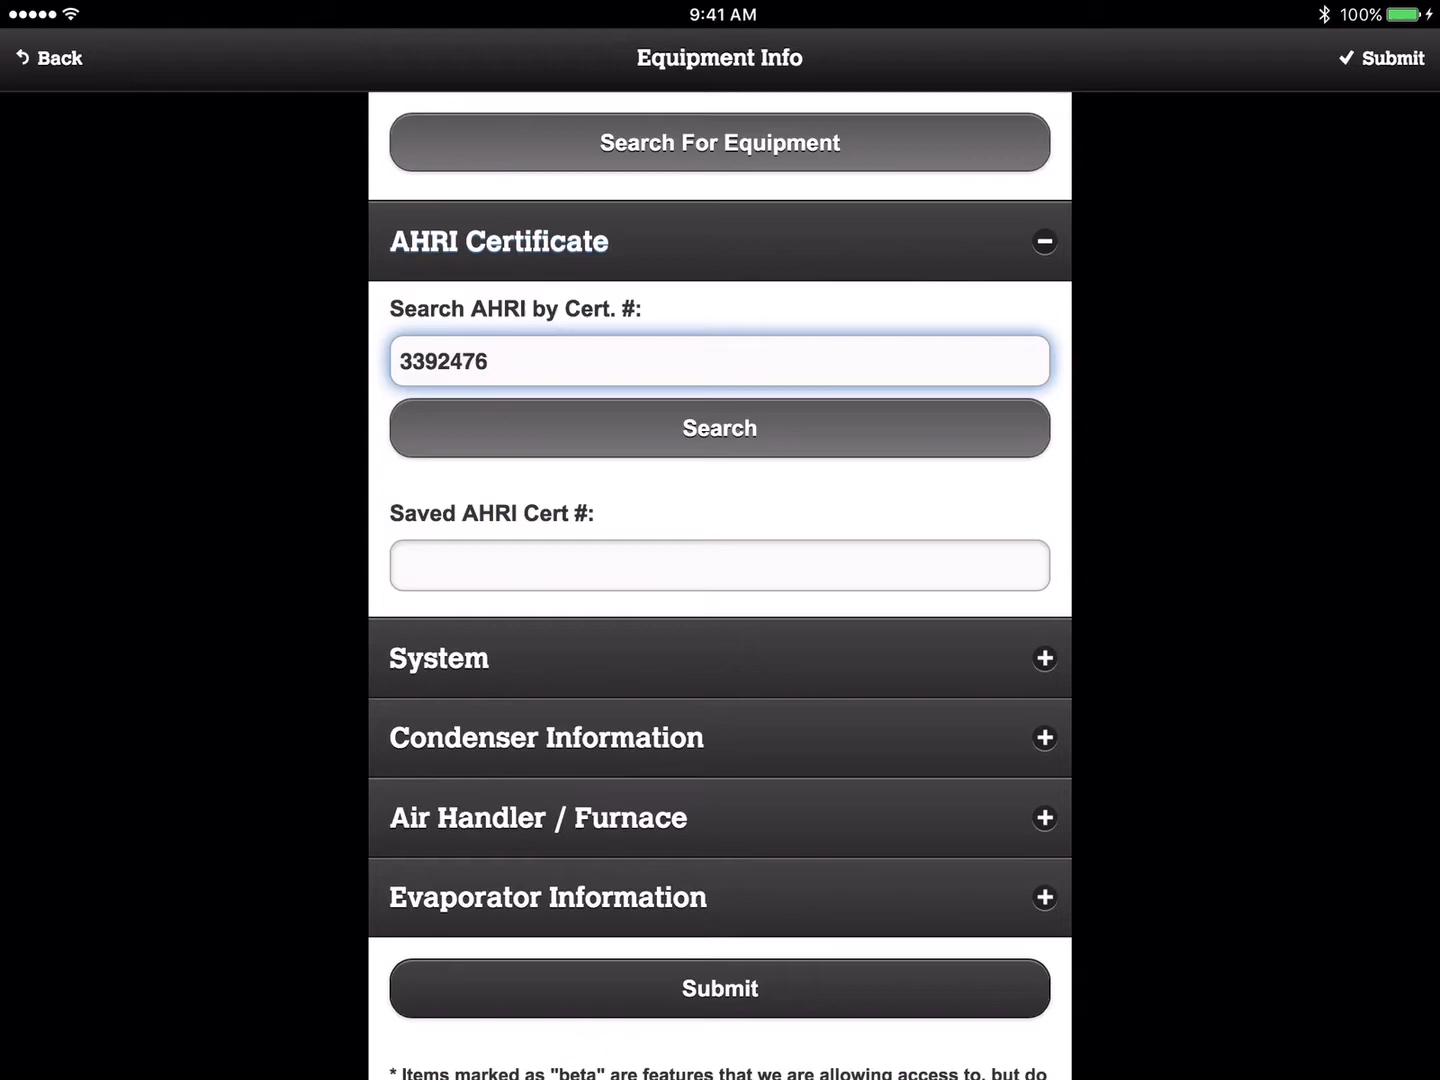 9:41 AM
100%
Back
Equipment Info
Submit
Search For Equipment
AHRI Certificate
Search AHRI by Cert. #:
3392476
Search
Saved AHRI Cert #:
System
Condenser Information
Air Handler / Furnace
Evaporator Information
Submit
* Items marked as "beta" are features that we are allowing access to, but do